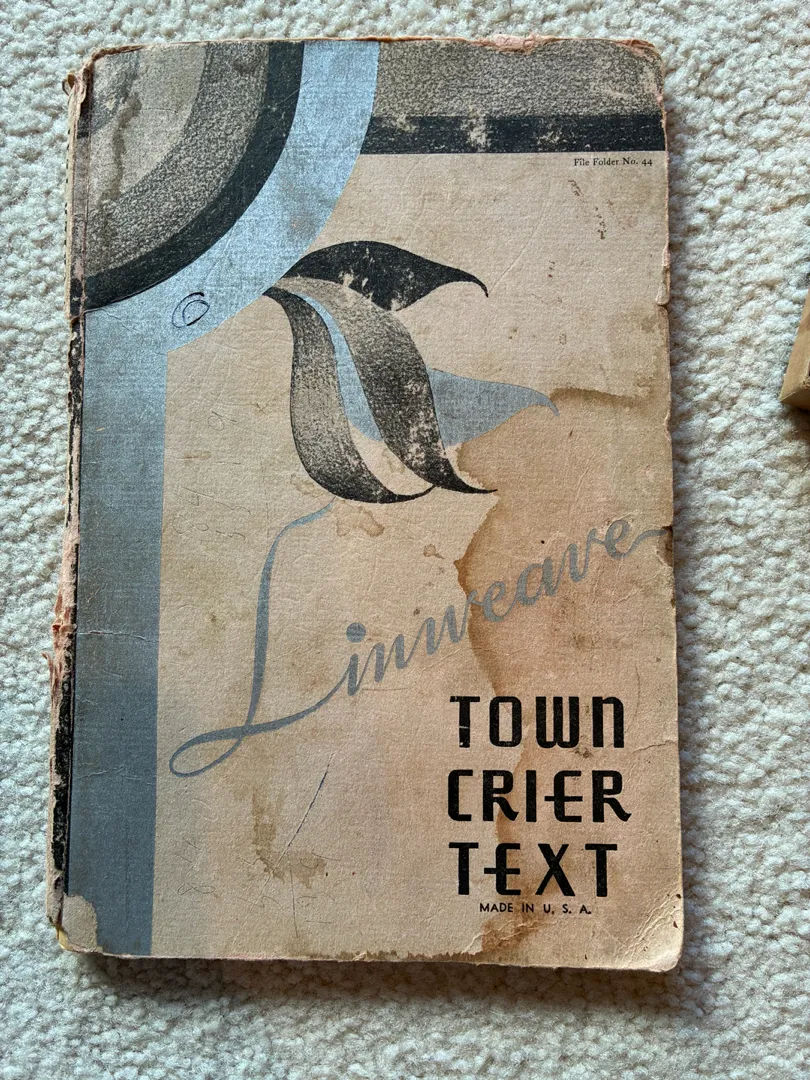 File Folder No. 44
6
Linweave
TOWN
CRIER
TEXT
MADE IN U. S. A.